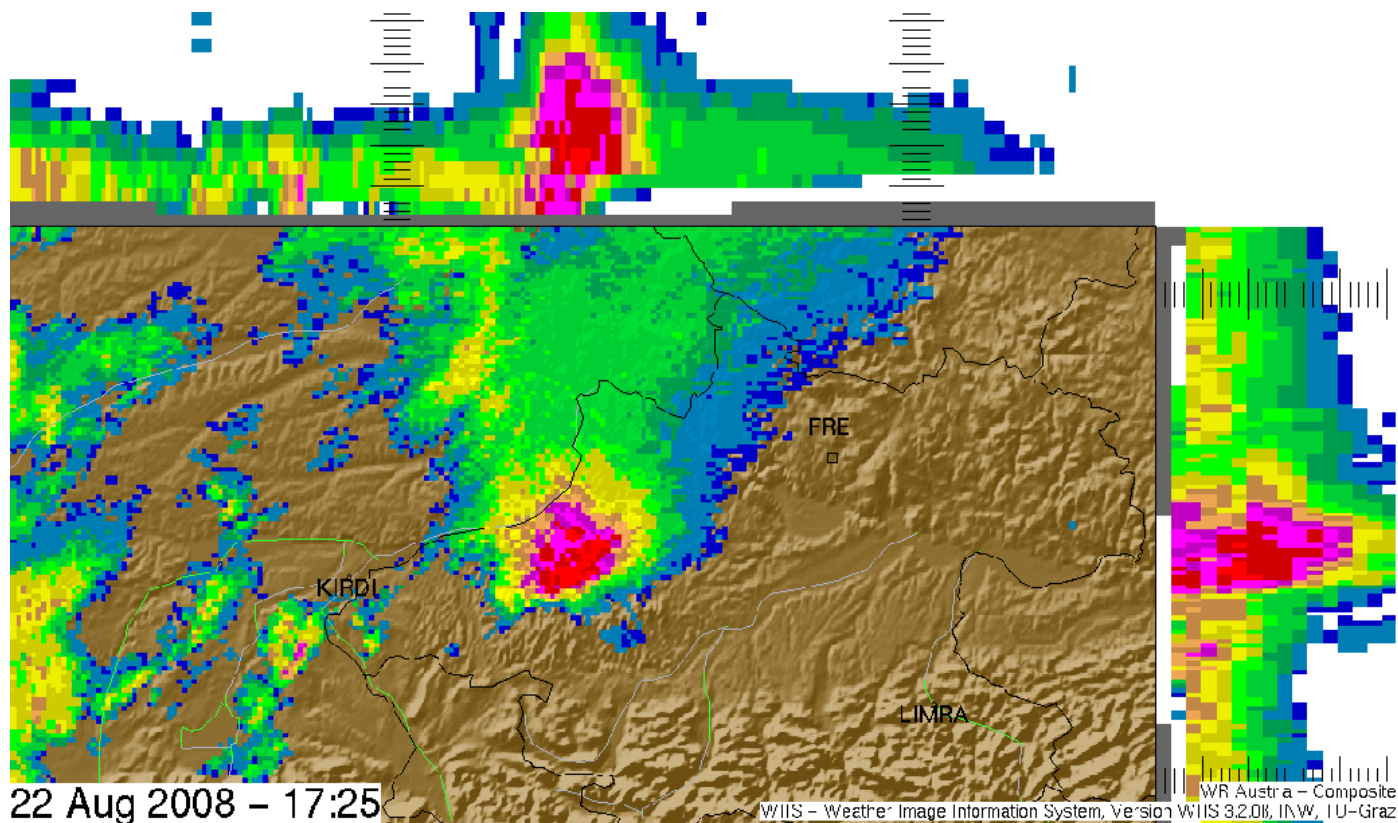 FRE
KIRDI
LIMRA
22 Aug 2008 – 17:25
WR Austria – Composite
WIIS – Weather Image Information System, Version WIIS 3.2.0b, INW, TU-Graz